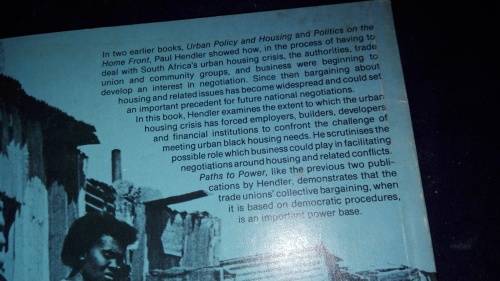 In two earlier books, Urban Policy and Housing and Politics on the
Home Front, Paul Hendler showed how, in the process of having to
deal with South Africa's urban housing crisis, the authorities, trade
union and community groups, and business were beginning to
develop an interest in negotiation. Since then bargaining about
housing and related issues has become widespread and could set
an important precedent for future national negotiations.
In this book, Hendler examines the extent to which the urban
housing crisis has forced employers, builders, developers
and financial institutions to confront the challenge of
meeting urban black housing needs. He scrutinises the
possible role which business could play in facilitating
negotiations around housing and related conflicts.
Paths to Power, like the previous two publi-
cations by Hendler, demonstrates that the
trade unions' collective bargaining, when
it is based on democratic procedures,
is an important power base.